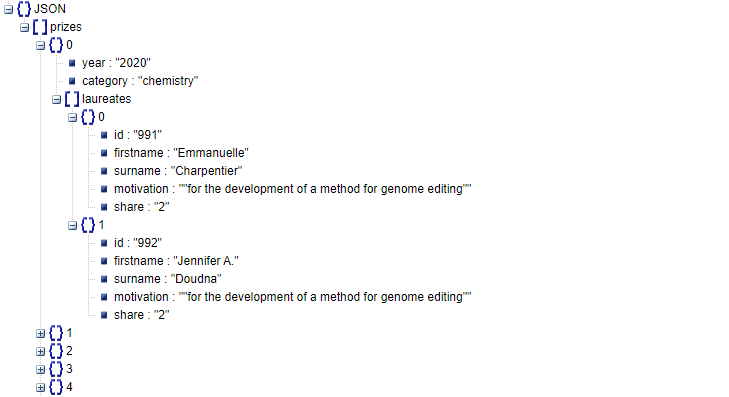 {} JSON
[] prizes
{} 0
year : "2020"
category : "chemistry"
[] laureates
{} 0
id : "991"
firstname : "Emmanuelle"
surname : "Charpentier"
motivation : ""for the development of a method for genome editing""
share : "2"
{} 1
id : "992"
firstname : "Jennifer A."
surname : "Doudna"
motivation : ""for the development of a method for genome editing""
share : "2"
{} 1
{} 2
{} 3
{} 4